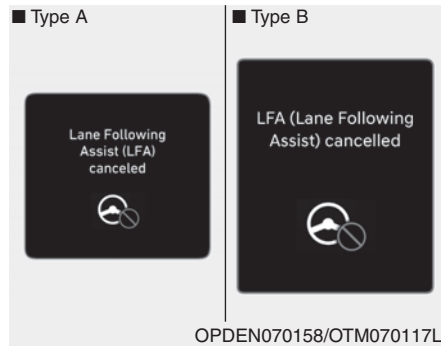 ■ Type A
Lane Following
Assist (LFA)
canceled
■ Type B
LFA (Lane Following
Assist) cancelled
OPDEN070158/OTM070117L